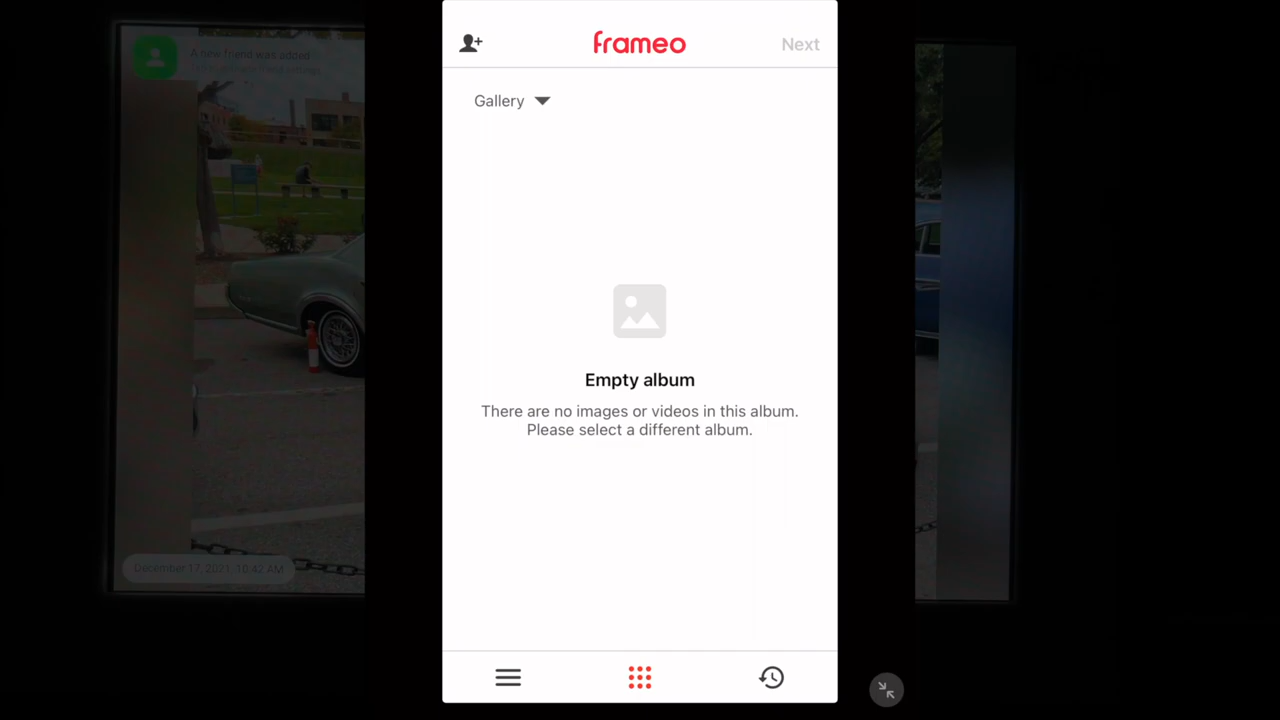 A new friend was added
frameo
Next
Gallery
Empty album
There are no images or videos in this album.
Please select a different album.
December 17, 2021 10:42 AM